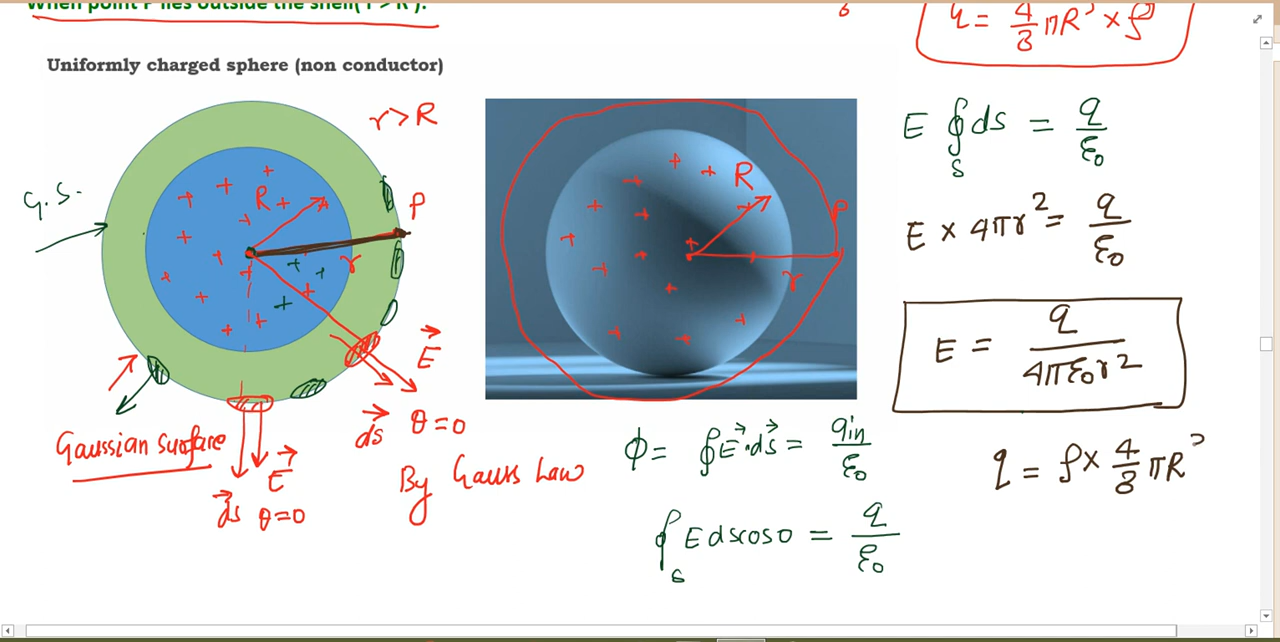 When point P lies outside the shell(r > R).
q = 4/3 πR³ × ρ
Uniformly charged sphere (non conductor)
r > R
G.S.
R
P
r
E⃗
ds⃗ θ=0
Gaussian surface
E⃗
ds⃗ θ=0
By Gauss Law
R
P
r
ϕ = ∮E⃗·ds⃗ = qin/ε0
∮S E ds cos 0 = q/ε0
E ∮S ds = q/ε0
E × 4πr² = q/ε0
E = q/4πε0r²
q = ρ × 4/3 πR³